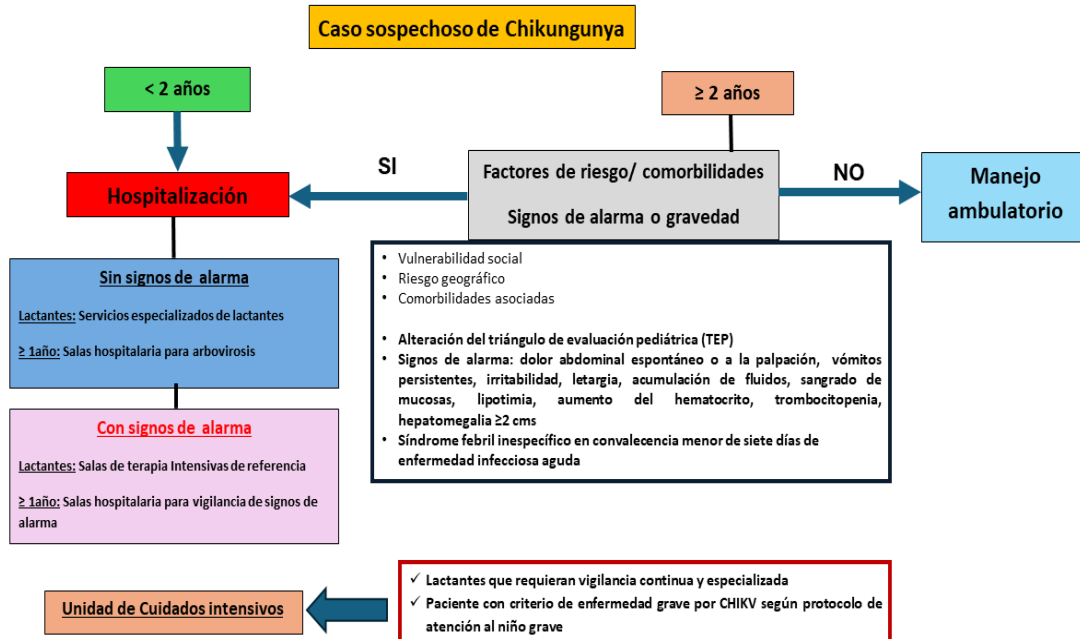 Caso sospechoso de Chikungunya
< 2 años
≥ 2 años
SI
NO
Hospitalización
Factores de riesgo/ comorbilidades
Signos de alarma o gravedad
Manejo
ambulatorio
Sin signos de alarma
Lactantes: Servicios especializados de lactantes
≥ 1año: Salas hospitalaria para arbovirosis
Con signos de alarma
Lactantes: Salas de terapia Intensivas de referencia
≥ 1año: Salas hospitalaria para vigilancia de signos de
alarma
• Vulnerabilidad social
• Riesgo geográfico
• Comorbilidades asociadas
• Alteración del triángulo de evaluación pediátrica (TEP)
• Signos de alarma: dolor abdominal espontáneo o a la palpación, vómitos
persistentes, irritabilidad, letargia, acumulación de fluidos, sangrado de
mucosas, lipotimia, aumento del hematocrito, trombocitopenia,
hepatomegalia ≥2 cms
• Síndrome febril inespecífico en convalecencia menor de siete días de
enfermedad infecciosa aguda
Unidad de Cuidados intensivos
✓ Lactantes que requieran vigilancia continua y especializada
✓ Paciente con criterio de enfermedad grave por CHIKV según protocolo de
atención al niño grave